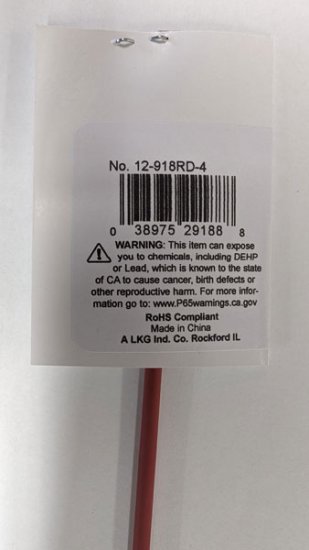 No. 12-918RD-4
0 38975 29188 8
WARNING: This item can expose
you to chemicals, including DEHP
or Lead, which is known to the state
of CA to cause cancer, birth defects or
other reproductive harm. For more infor-
mation go to: www.P65warnings.ca.gov
RoHS Compliant
Made in China
A LKG Ind. Co. Rockford IL